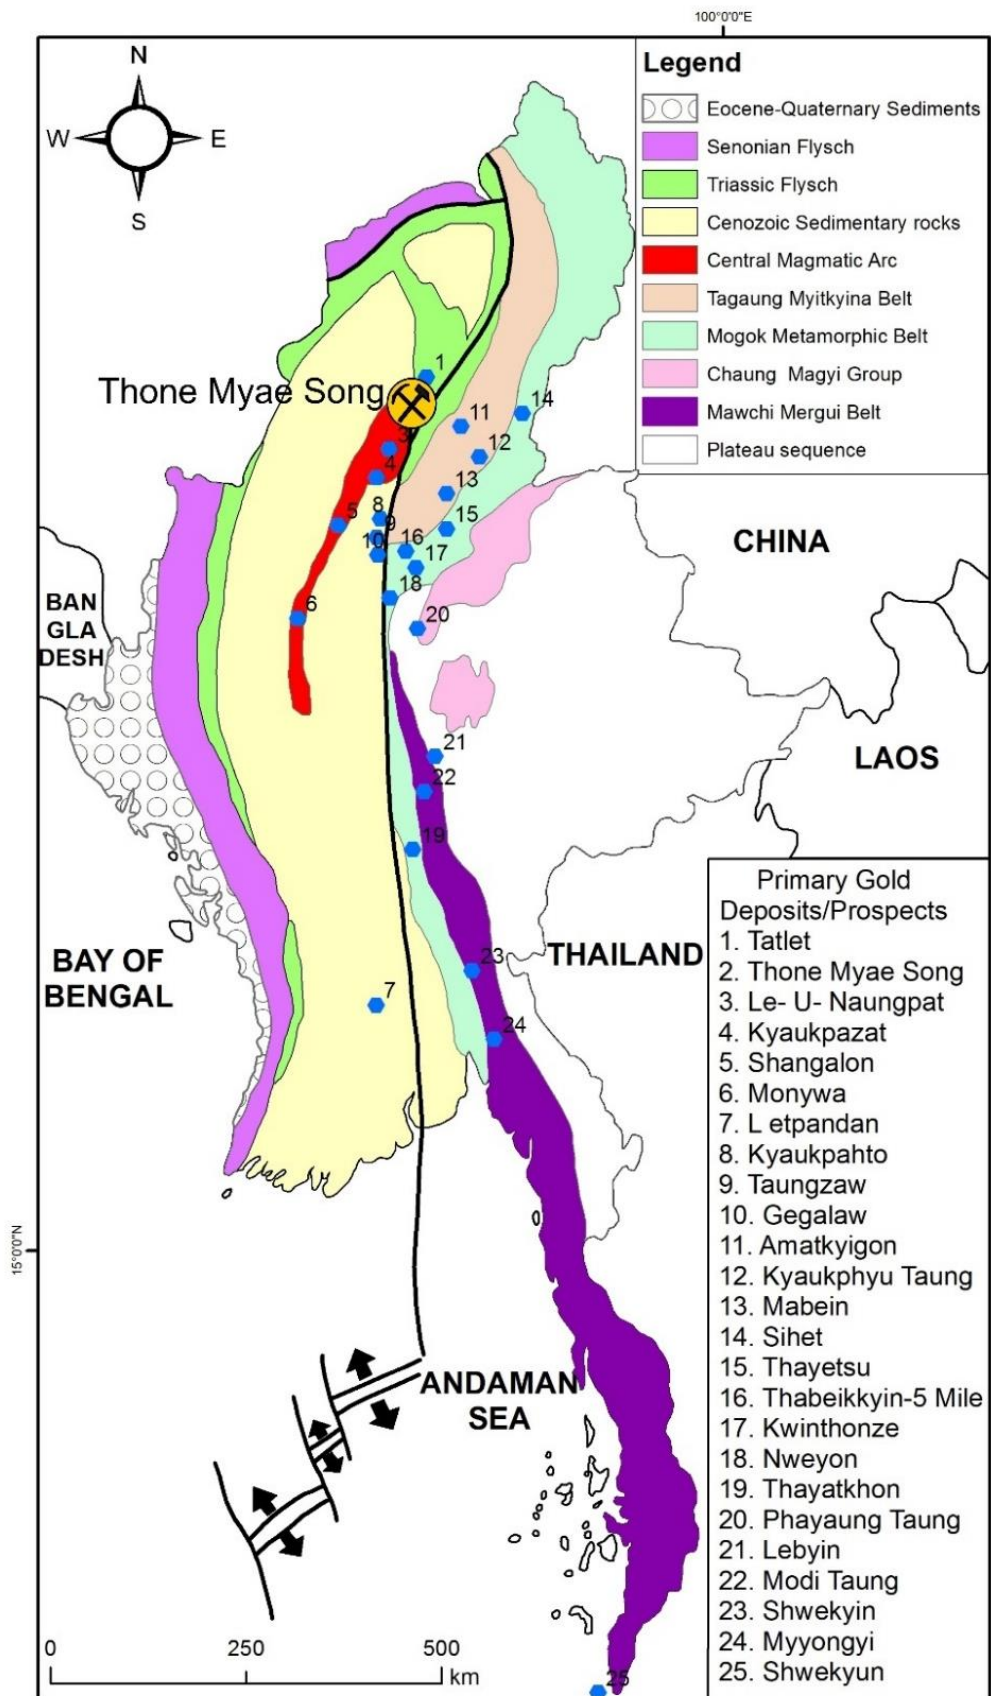 100°0'0"E
N
W
E
S
Legend
Eocene-Quaternary Sediments
Senonian Flysch
Triassic Flysch
Cenozoic Sedimentary rocks
Central Magmatic Arc
Tagaung Myitkyina Belt
Mogok Metamorphic Belt
Chaung Magyi Group
Mawchi Mergui Belt
Plateau sequence
1
Thone Myae Song
14
11
3
12
4
13
8
5
9
15
CHINA
10
16
17
18
BAN
GLA
DESH
6
20
21
LAOS
22
19
Primary Gold
Deposits/Prospects
1. Tatlet
2. Thone Myae Song
3. Le- U- Naungpat
4. Kyaukpazat
5. Shangalon
6. Monywa
7. L etpandan
8. Kyaukpahto
9. Taungzaw
10. Gegalaw
11. Amatkyigon
12. Kyaukphyu Taung
13. Mabein
14. Sihet
15. Thayetsu
16. Thabeikkyin-5 Mile
17. Kwinthonze
18. Nweyon
19. Thayatkhon
20. Phayaung Taung
21. Lebyin
22. Modi Taung
23. Shwekyin
24. Myyongyi
25. Shwekyun
BAY OF
BENGAL
THAILAND
23
7
24
15°0'0"N
ANDAMAN
SEA
0 250 500
km
25